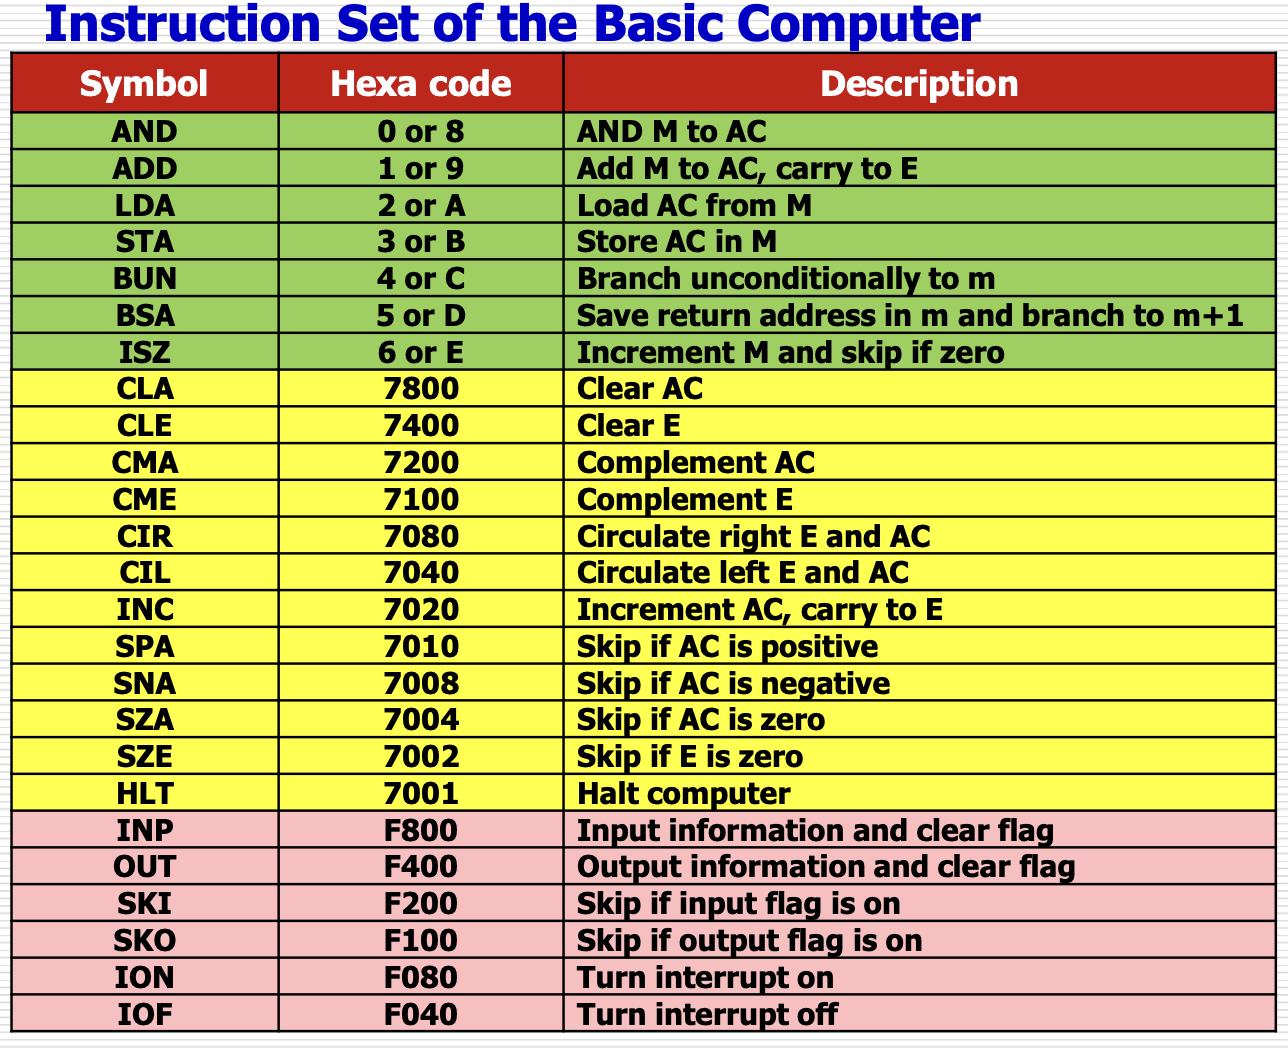 Instruction Set of the Basic Computer
Symbol Hexa code Description
AND 0 or 8 AND M to AC
ADD 1 or 9 Add M to AC, carry to E
LDA 2 or A Load AC from M
STA 3 or B Store AC in M
BUN 4 or C Branch unconditionally to m
BSA 5 or D Save return address in m and branch to m+1
ISZ 6 or E Increment M and skip if zero
CLA 7800 Clear AC
CLE 7400 Clear E
CMA 7200 Complement AC
CME 7100 Complement E
CIR 7080 Circulate right E and AC
CIL 7040 Circulate left E and AC
INC 7020 Increment AC, carry to E
SPA 7010 Skip if AC is positive
SNA 7008 Skip if AC is negative
SZA 7004 Skip if AC is zero
SZE 7002 Skip if E is zero
HLT 7001 Halt computer
INP F800 Input information and clear flag
OUT F400 Output information and clear flag
SKI F200 Skip if input flag is on
SKO F100 Skip if output flag is on
ION F080 Turn interrupt on
IOF F040 Turn interrupt off